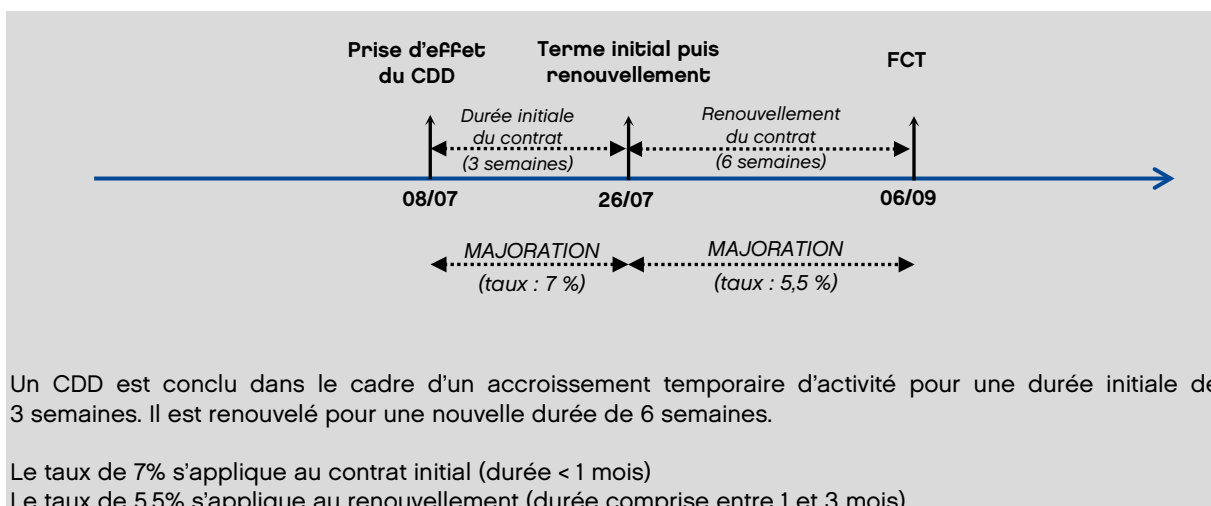 Prise d'effet
du CDD
Terme initial puis
renouvellement
FCT
Durée initiale
du contrat
(3 semaines)
Renouvellement
du contrat
(6 semaines)
08/07
26/07
06/09
MAJORATION
(taux : 7 %)
MAJORATION
(taux : 5,5 %)
Un CDD est conclu dans le cadre d'un accroissement temporaire d'activité pour une durée initiale de
3 semaines. Il est renouvelé pour une nouvelle durée de 6 semaines.
Le taux de 7% s'applique au contrat initial (durée < 1 mois)
Le taux de 5,5% s'applique au renouvellement (durée comprise entre 1 et 3 mois)